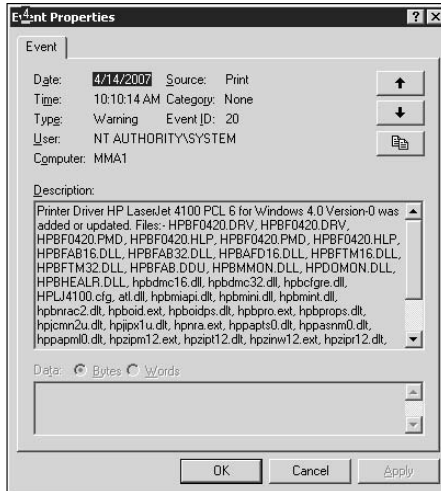 Event Properties
4
Event
Date: 4/14/2007 Source: Print
Time: 10:10:14 AM Category: None
Type: Warning Event ID: 20
User: NT AUTHORITY\SYSTEM
Computer: MMA1
Description:
Printer Driver HP LaserJet 4100 PCL 6 for Windows 4.0 Version-0 was
added or updated. Files:- HPBF0420.DRV, HPBF0420.DRV,
HPBF0420.PMD, HPBF0420.HLP, HPBF0420.PMD, HPBF0420.HLP,
HPBFAB16.DLL, HPBFAB32.DLL, HPBAFD16.DLL, HPBFTM16.DLL,
HPBFTM32.DLL, HPBFAB.DDU, HPBMMON.DLL, HPDOMON.DLL,
HPBHEALR.DLL, hpbdmc16.dll, hpbdmc32.dll, hpbcfgre.dll,
HPLJ4100.cfg, atl.dll, hpbmiapi.dlt, hpbmini.dlt, hpbmint.dll,
hpbnrac2.dlt, hpboid.ext, hpboidps.dlt, hpbpro.ext, hpbprops.dlt,
hpjcmn2u.dlt, hpjipx1u.dlt, hpnra.ext, hppapts0.dlt, hppasnm0.dlt,
hppapml0.dlt, hpzipm12.ext, hpzipt12.dlt, hpzinw12.ext, hpzipr12.dlt,
Data: Bytes Words
OK Cancel Apply